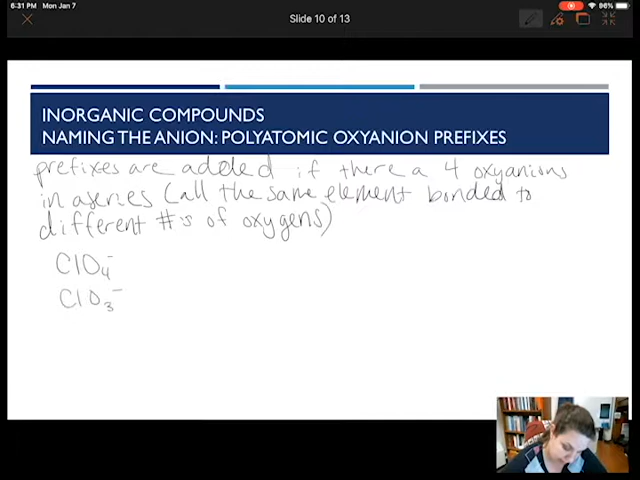 6:31 PM Mon Jan 7
Slide 10 of 13
96%
INORGANIC COMPOUNDS
NAMING THE ANION: POLYATOMIC OXYANION PREFIXES
prefixes are added if there a 4 oxyanions
in a series (all the same element bonded to
different #'s of oxygens)
ClO₄⁻
ClO₃⁻